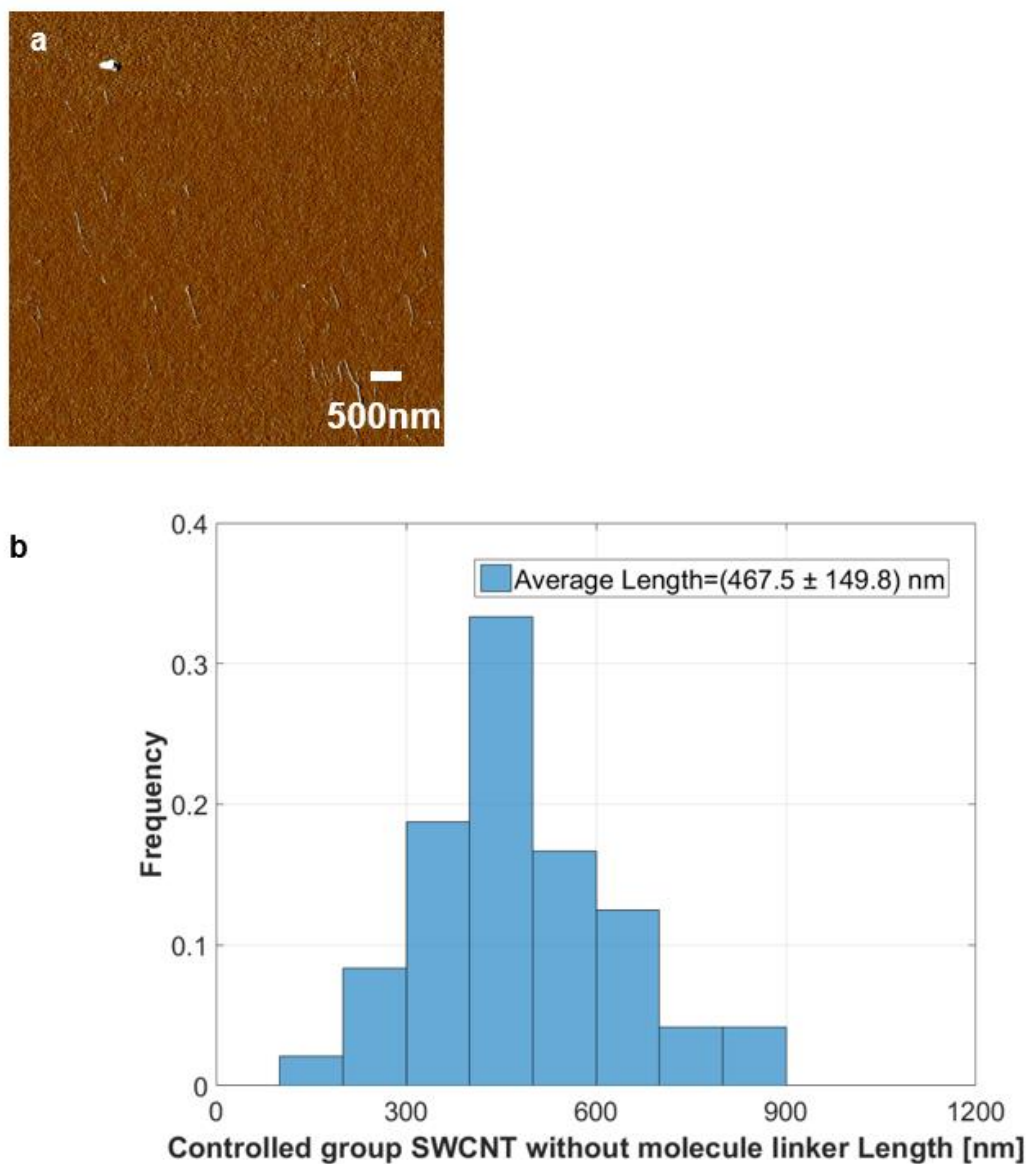 a
500nm
b
0.4
Average Length=(467.5 ± 149.8) nm
0.3
0.2
0.1
0
Frequency
0 300 600 900 1200
Controlled group SWCNT without molecule linker Length [nm]